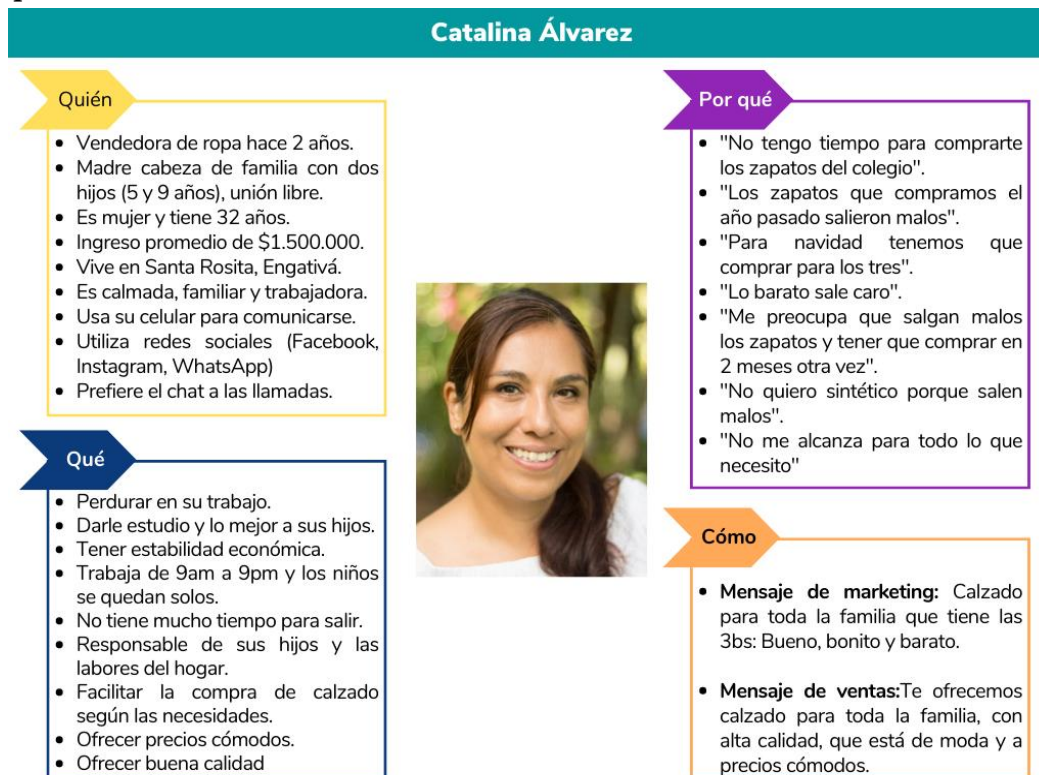 Catalina Álvarez
Quién
• Vendedora de ropa hace 2 años.
• Madre cabeza de familia con dos
hijos (5 y 9 años), unión libre.
• Es mujer y tiene 32 años.
• Ingreso promedio de $1.500.000.
• Vive en Santa Rosita, Engativá.
• Es calmada, familiar y trabajadora.
• Usa su celular para comunicarse.
• Utiliza redes sociales (Facebook,
Instagram, WhatsApp)
• Prefiere el chat a las llamadas.
Qué
• Perdurar en su trabajo.
• Darle estudio y lo mejor a sus hijos.
• Tener estabilidad económica.
• Trabaja de 9am a 9pm y los niños
se quedan solos.
• No tiene mucho tiempo para salir.
• Responsable de sus hijos y las
labores del hogar.
• Facilitar la compra de calzado
según las necesidades.
• Ofrecer precios cómodos.
• Ofrecer buena calidad
Por qué
• "No tengo tiempo para comprarte
los zapatos del colegio".
• "Los zapatos que compramos el
año pasado salieron malos".
• "Para navidad tenemos que
comprar para los tres".
• "Lo barato sale caro".
• "Me preocupa que salgan malos
los zapatos y tener que comprar en
2 meses otra vez".
• "No quiero sintético porque salen
malos".
• "No me alcanza para todo lo que
necesito"
Cómo
• Mensaje de marketing: Calzado
para toda la familia que tiene las
3bs: Bueno, bonito y barato.
• Mensaje de ventas:Te ofrecemos
calzado para toda la familia, con
alta calidad, que está de moda y a
precios cómodos.